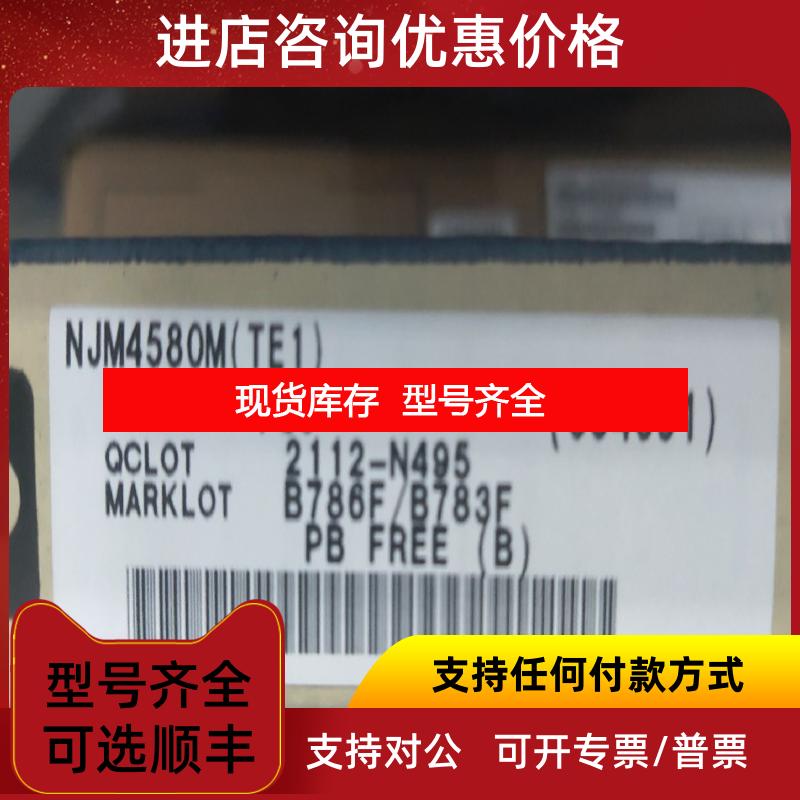 进店咨询优惠价格
NJM4580M(TE1)
现货库存 型号齐全
QCLOT 2112-N495
MARKLOT B786F/B783F
PB FREE (B)
型号齐全
可选顺丰
支持任何付款方式
支持对公 可开专票/普票